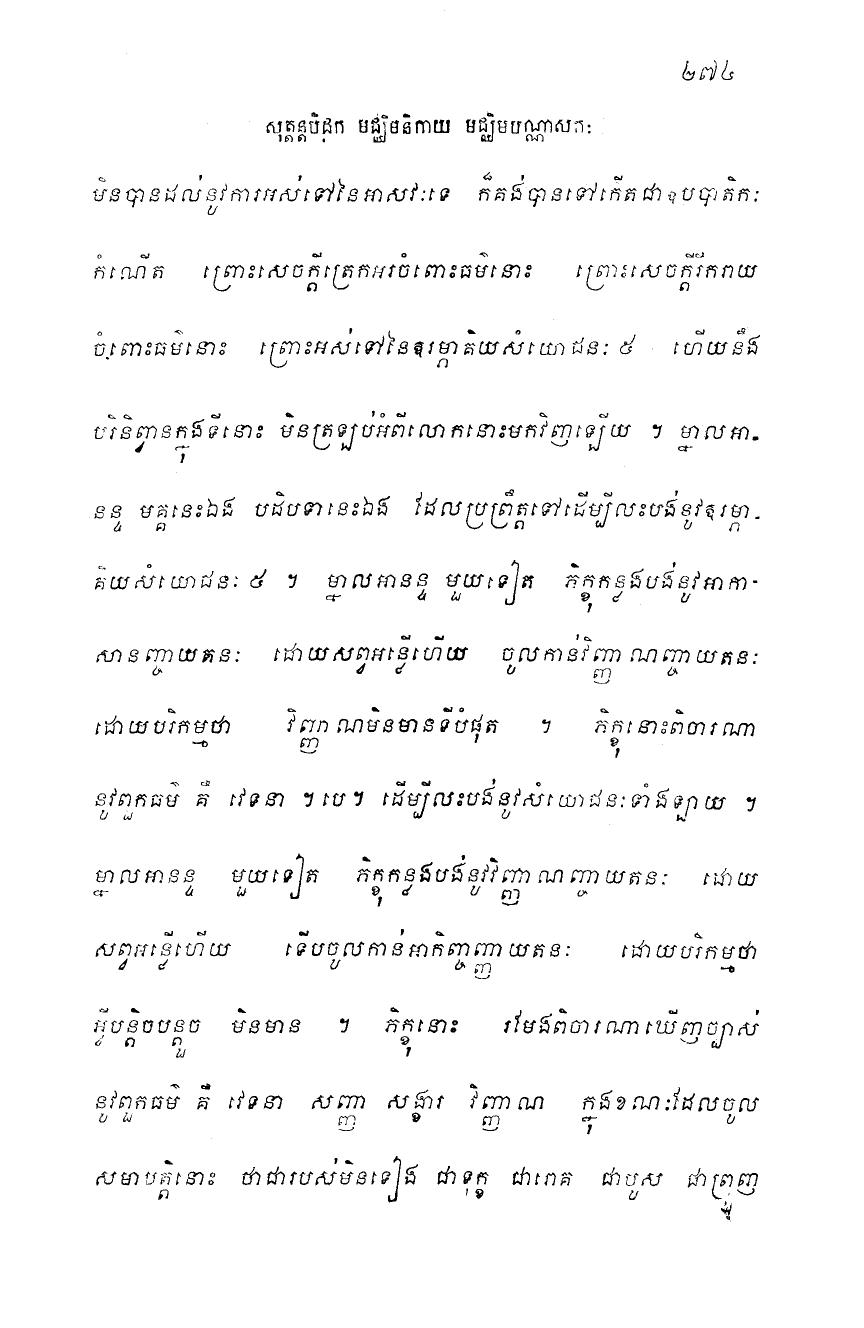 ២៧៤
សុត្តន្តបិដក មជ្ឈិមនិកាយ មជ្ឈិមបណ្ណាសកៈ
មិនបានដល់នូវការអស់ទៅនៃអាសវៈទេ ក៏គង់បានទៅកើតជាឱបបាតិកៈ
កំណើត ព្រោះសេចក្តីត្រេកអរចំពោះធម៌នោះ ព្រោះសេចក្តីរីករាយ
ចំពោះធម៌នោះ ព្រោះអស់ទៅនៃឱរម្ភាគិយសំយោជនៈ ៥ ហើយនឹង
បរិនិព្វានក្នុងទីនោះ មិនត្រឡប់អំពីលោកនោះមកវិញឡើយ ។ ម្នាលអា-
នន្ទ មគ្គនេះឯង បដិបទានេះឯង ដែលប្រព្រឹត្តទៅដើម្បីលះបង់នូវឱរម្ភា-
គិយសំយោជនៈ ៥ ។ ម្នាលអានន្ទ មួយទៀត ភិក្ខុកន្លងបង់នូវអាកា-
សានញ្ចាយតនៈ ដោយសព្វអន្លើហើយ ចូលកាន់វិញ្ញាណញ្ចាយតនៈ
ដោយបរិកម្មថា វិញ្ញាណមិនមានទីបំផុត ។ ភិក្ខុនោះពិចារណា
នូវពួកធម៌ គឺ វេទនា ។បេ។ ដើម្បីលះបង់នូវសំយោជនៈទាំងឡាយ ។
ម្នាលអានន្ទ មួយទៀត ភិក្ខុកន្លងបង់នូវវិញ្ញាណញ្ចាយតនៈ ដោយ
សព្វអន្លើហើយ ទើបចូលកាន់អាកិញ្ចញ្ញាយតនៈ ដោយបរិកម្មថា
អ្វីបន្តិចបន្តួច មិនមាន ។ ភិក្ខុនោះ រមែងពិចារណាឃើញច្បាស់
នូវពួកធម៌ គឺ វេទនា សញ្ញា សង្ខារ វិញ្ញាណ ក្នុងខណៈដែលចូល
សមាបត្តិនោះ ថាជារបស់មិនទៀង ជាទុក្ខ ជារោគ ជាបូស ជាព្រួញ